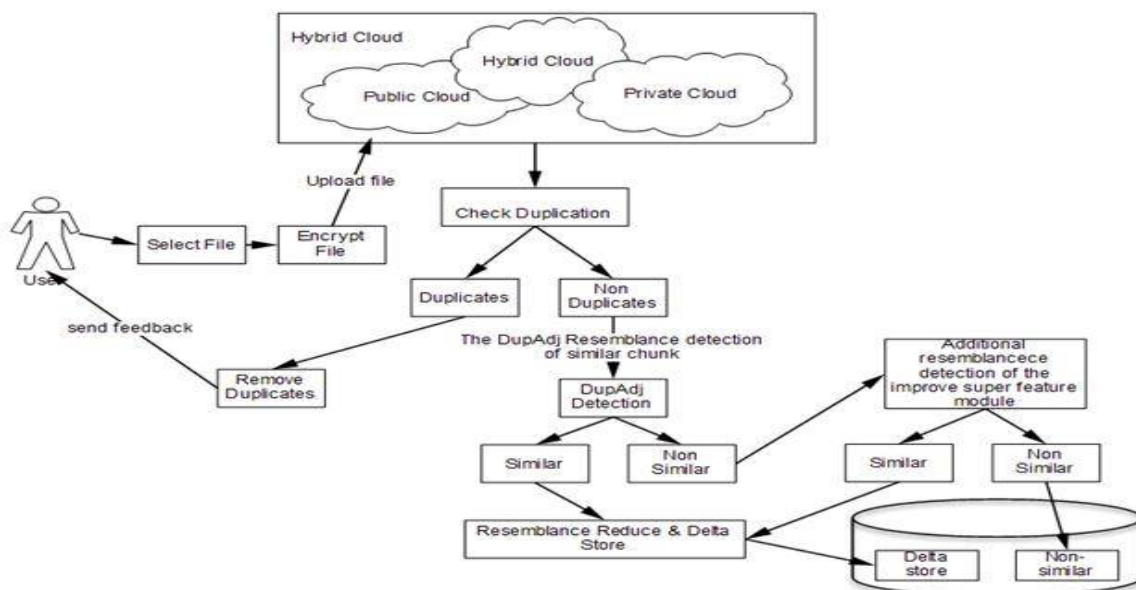 Hybrid Cloud
Hybrid Cloud
Public Cloud
Private Cloud
Upload file
Check Duplication
User
Select File
Encrypt
File
Duplicates
Non
Duplicates
send feedback
The DupAdj Resemblance detection
of similar chunk
Remove
Duplicates
DupAdj
Detection
Additional
resemblancece
detection of the
improve super feature
module
Similar
Non
Similar
Similar
Non
Similar
Resemblance Reduce & Delta
Store
Delta
store
Non-
similar